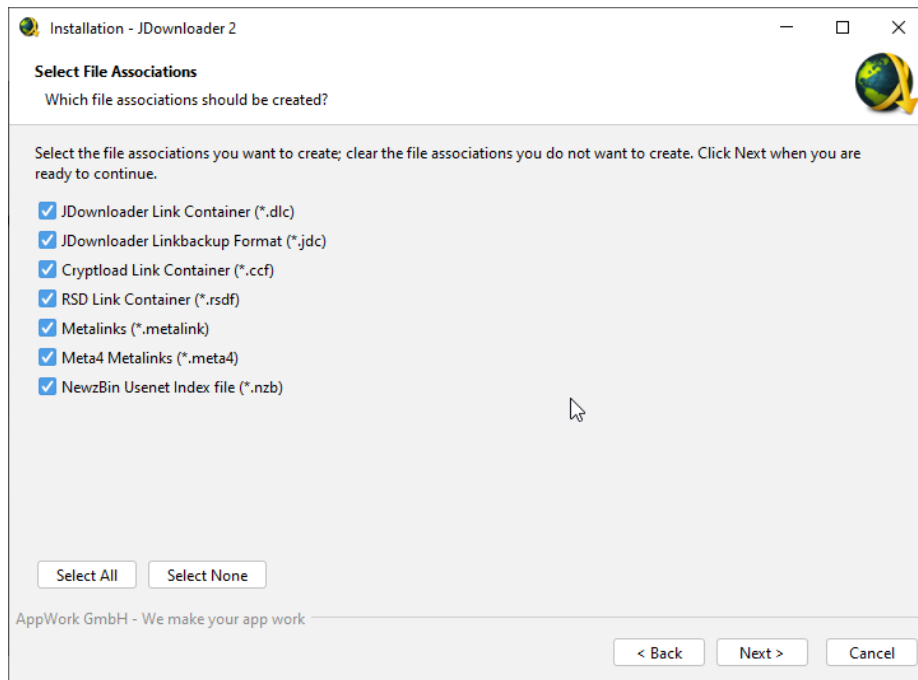 Installation - JDownloader 2
Select File Associations
Which file associations should be created?
Select the file associations you want to create; clear the file associations you do not want to create. Click Next when you are
ready to continue.
JDownloader Link Container (*.dlc)
JDownloader Linkbackup Format (*.jdc)
Cryptload Link Container (*.ccf)
RSD Link Container (*.rsdf)
Metalinks (*.metalink)
Meta4 Metalinks (*.meta4)
NewzBin Usenet Index file (*.nzb)
Select All Select None
AppWork GmbH - We make your app work
< Back Next > Cancel